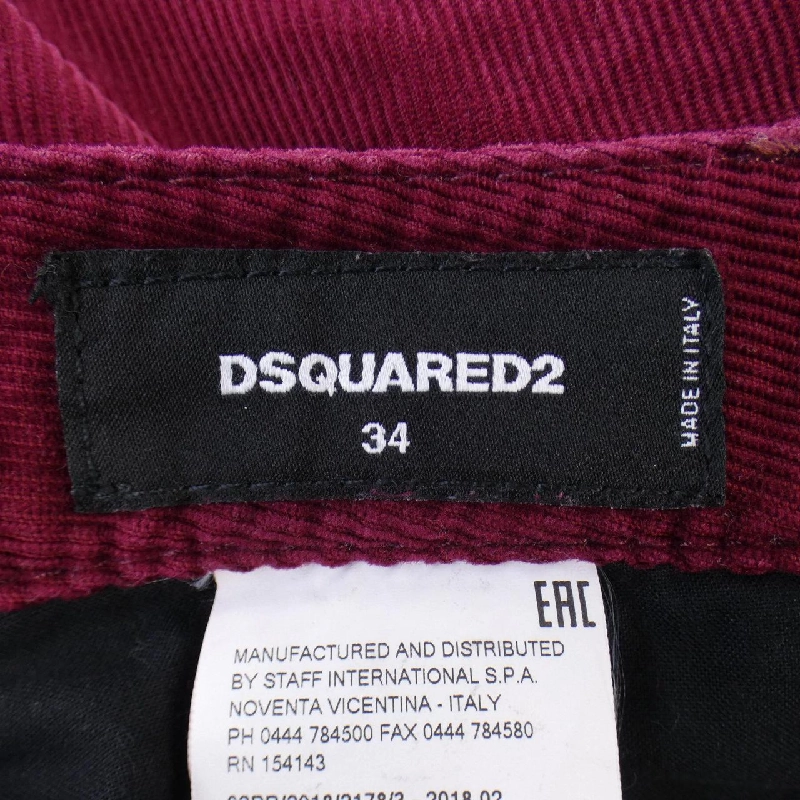 DSQUARED2
34
MADE IN ITALY
EAC
MANUFACTURED AND DISTRIBUTED
BY STAFF INTERNATIONAL S.P.A.
NOVENTA VICENTINA - ITALY
PH 0444 784500 FAX 0444 784580
RN 154143